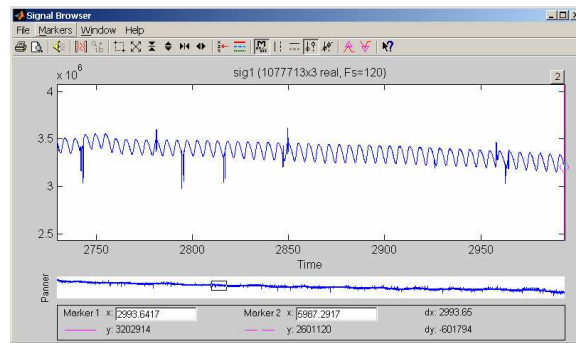 Signal Browser
File Markers Window Help
sig1 (1077713x3 real, Fs=120)
2
x 10^6
4
3.5
3
2.5
2750 2800 2850 2900 2950
Time
Panner
Marker 1 x: 2993.6417 Marker 2 x: 5987.2917 dx: 2993.65
y: 3202914 y: 2601120 dy: -601794